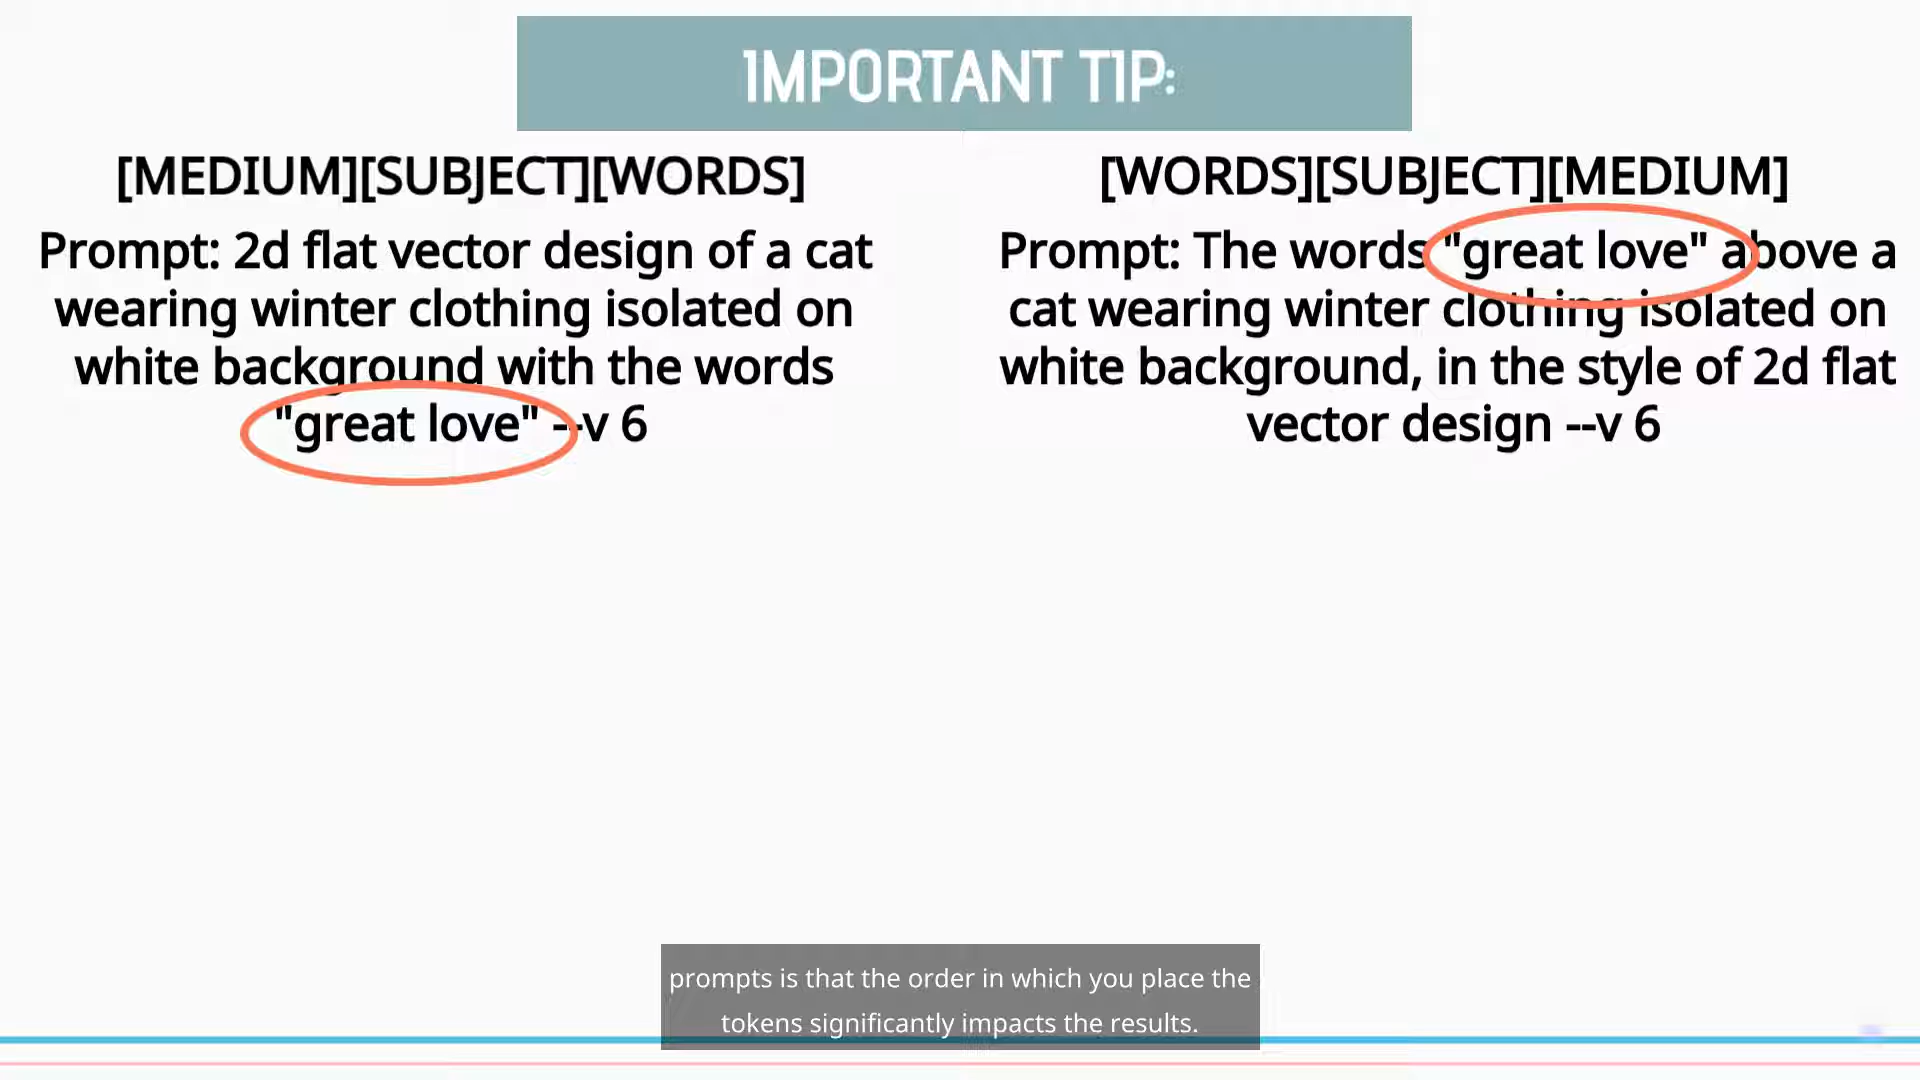 IMPORTANT TIP:
[MEDIUM][SUBJECT][WORDS]
Prompt: 2d flat vector design of a cat
wearing winter clothing isolated on
white background with the words
"great love" --v 6
[WORDS][SUBJECT][MEDIUM]
Prompt: The words "great love" above a
cat wearing winter clothing isolated on
white background, in the style of 2d flat
vector design --v 6
prompts is that the order in which you place the
tokens significantly impacts the results.